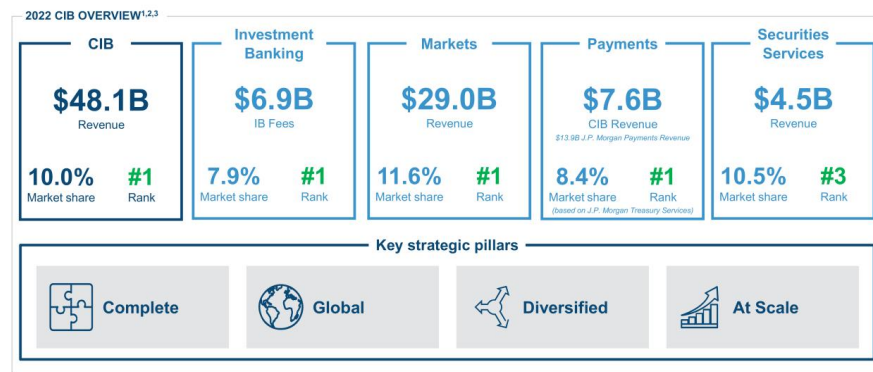 2022 CIB OVERVIEW1,2,3
CIB
$48.1B
Revenue
10.0%
Market share
#1
Rank
Investment
Banking
$6.9B
IB Fees
7.9%
Market share
#1
Rank
Markets
$29.0B
Revenue
11.6%
Market share
#1
Rank
Payments
$7.6B
CIB Revenue
$13.9B J.P. Morgan Payments Revenue
8.4%
Market share
#1
Rank
(based on J.P. Morgan Treasury Services)
Securities
Services
$4.5B
Revenue
10.5%
Market share
#3
Rank
Key strategic pillars
Complete
Global
Diversified
At Scale